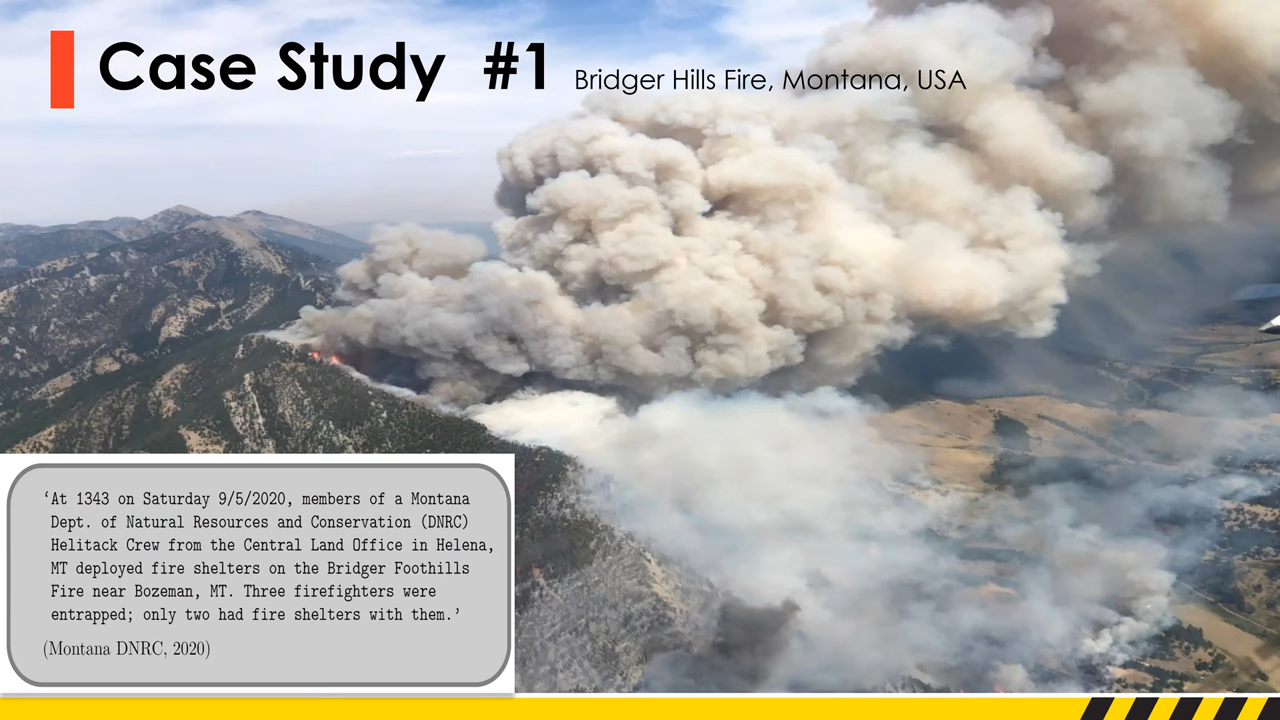 Case Study #1 Bridger Hills Fire, Montana, USA
‘At 1343 on Saturday 9/5/2020, members of a Montana
Dept. of Natural Resources and Conservation (DNRC)
Helitack Crew from the Central Land Office in Helena,
MT deployed fire shelters on the Bridger Foothills
Fire near Bozeman, MT. Three firefighters were
entrapped; only two had fire shelters with them.’
(Montana DNRC, 2020)